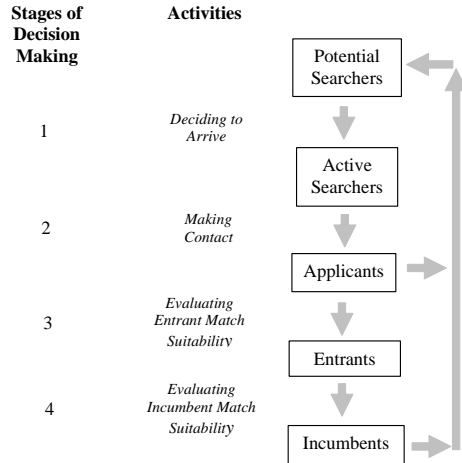 Stages of
Decision
Making
Activities
Potential
Searchers
1
Deciding to
Arrive
Active
Searchers
2
Making
Contact
Applicants
3
Evaluating
Entrant Match
Suitability
Entrants
4
Evaluating
Incumbent Match
Suitability
Incumbents